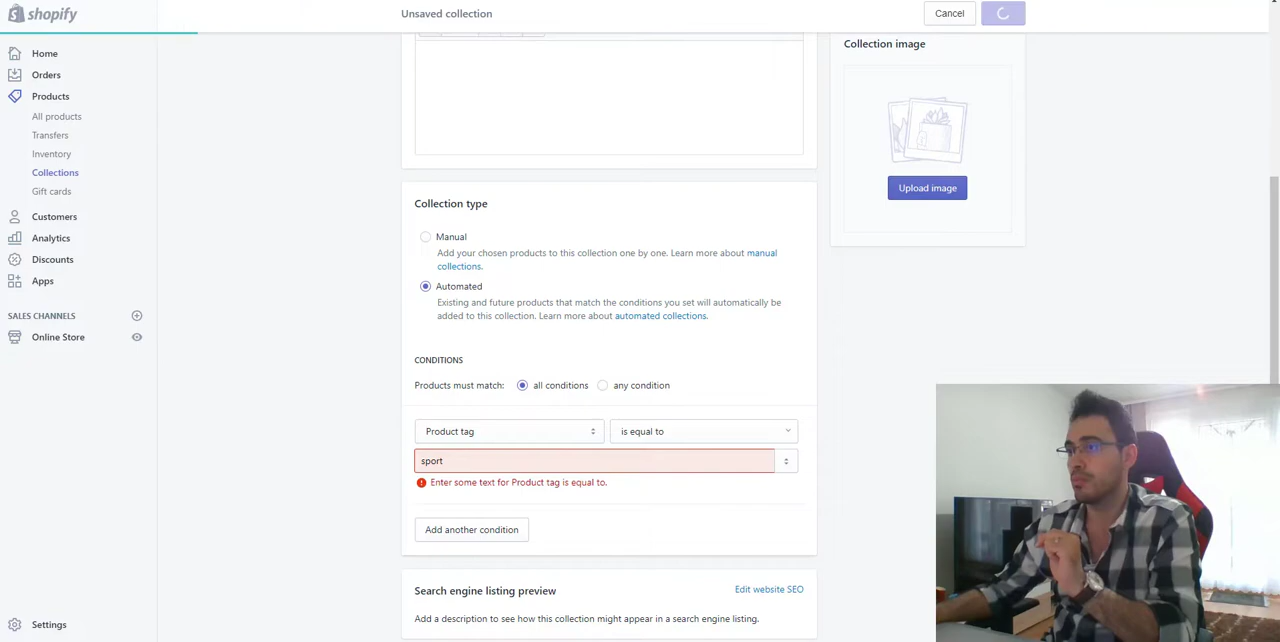 shopify
Unsaved collection
Cancel
Home
Orders
Products
All products
Transfers
Inventory
Collections
Gift cards
Customers
Analytics
Discounts
Apps
SALES CHANNELS
Online Store
Settings
Collection type
Manual
Add your chosen products to this collection one by one. Learn more about manual
collections.
Automated
Existing and future products that match the conditions you set will automatically be
added to this collection. Learn more about automated collections.
CONDITIONS
Products must match: all conditions any condition
Product tag is equal to
sport
Enter some text for Product tag is equal to.
Add another condition
Search engine listing preview Edit website SEO
Add a description to see how this collection might appear in a search engine listing.
Collection image
Upload image